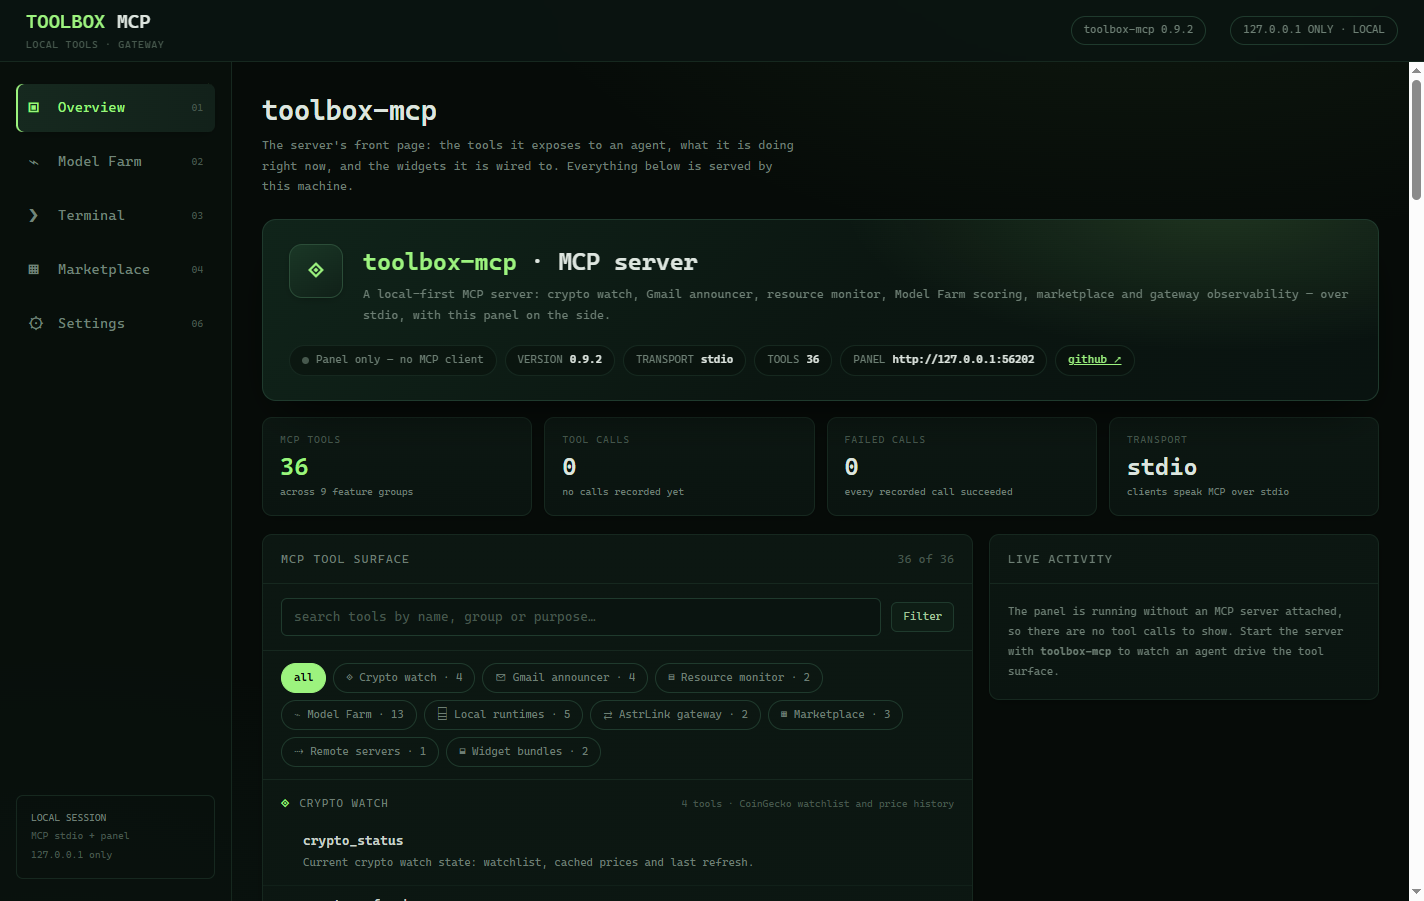 TOOLBOX MCP
LOCAL TOOLS · GATEWAY
toolbox-mcp 0.9.2
127.0.0.1 ONLY · LOCAL
Overview 01
Model Farm 02
Terminal 03
Marketplace 04
Settings 06
LOCAL SESSION
MCP stdio + panel
127.0.0.1 only
toolbox-mcp
The server's front page: the tools it exposes to an agent, what it is doing
right now, and the widgets it is wired to. Everything below is served by
this machine.
toolbox-mcp · MCP server
A local-first MCP server: crypto watch, Gmail announcer, resource monitor, Model Farm scoring, marketplace and gateway observability — over
stdio, with this panel on the side.
Panel only — no MCP client
VERSION 0.9.2
TRANSPORT stdio
TOOLS 36
PANEL http://127.0.0.1:56202
github ↗
MCP TOOLS
36
across 9 feature groups
TOOL CALLS
0
no calls recorded yet
FAILED CALLS
0
every recorded call succeeded
TRANSPORT
stdio
clients speak MCP over stdio
MCP TOOL SURFACE
36 of 36
search tools by name, group or purpose…
Filter
all
Crypto watch · 4
Gmail announcer · 4
Resource monitor · 2
Model Farm · 13
Local runtimes · 5
AstrLink gateway · 2
Marketplace · 3
Remote servers · 1
Widget bundles · 2
CRYPTO WATCH
4 tools · CoinGecko watchlist and price history
crypto_status
Current crypto watch state: watchlist, cached prices and last refresh.
LIVE ACTIVITY
The panel is running without an MCP server attached,
so there are no tool calls to show. Start the server
with toolbox-mcp to watch an agent drive the tool
surface.